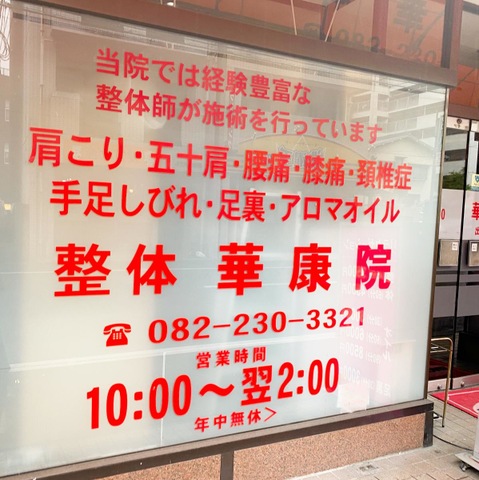 当院では経験豊富な
整体師が施術を行っています
肩こり・五十肩・腰痛・膝痛・頚椎症
手足しびれ・足裏・アロマオイル
整体 華康院
☎ 082-230-3321
営業時間
10:00～翌2:00
年中無休>